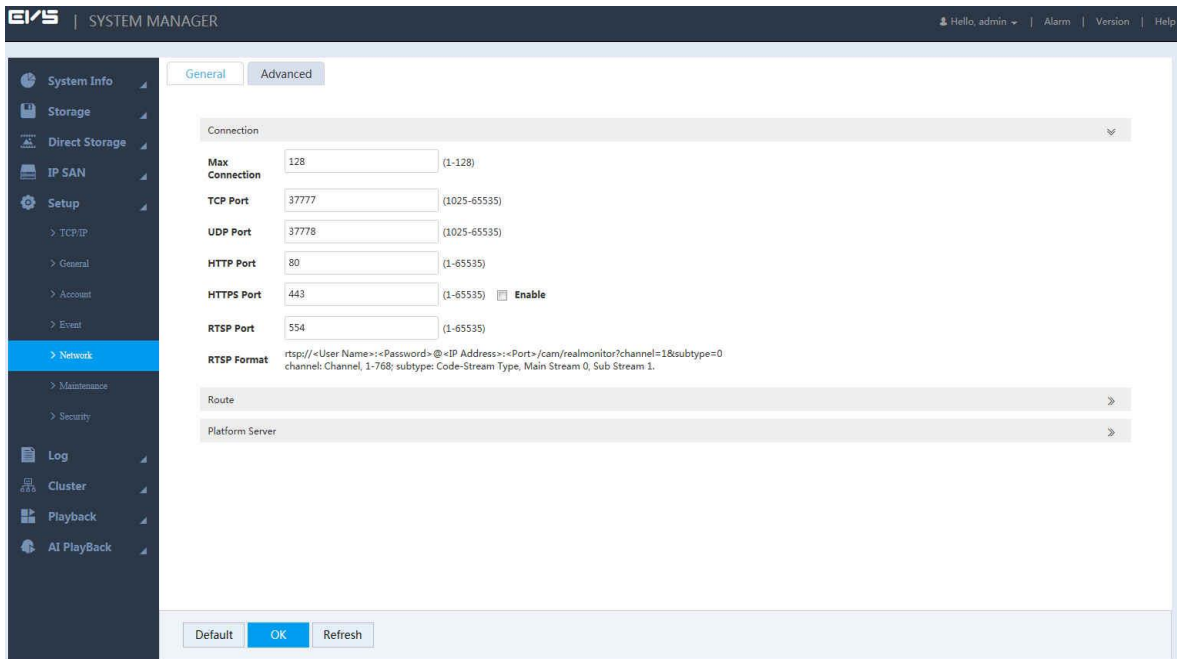 EVS | SYSTEM MANAGER
Hello, admin | Alarm | Version | Help
System Info
Storage
Direct Storage
IP SAN
Setup
> TCP/IP
> General
> Account
> Event
> Network
> Maintenance
> Security
Log
Cluster
Playback
AI PlayBack
General Advanced
Connection
Max
Connection 128 (1-128)
TCP Port 37777 (1025-65535)
UDP Port 37778 (1025-65535)
HTTP Port 80 (1-65535)
HTTPS Port 443 (1-65535) Enable
RTSP Port 554 (1-65535)
RTSP Format rtsp://<User Name>:<Password>@<IP Address>:<Port>/cam/realmonitor?channel=1&subtype=0
channel: Channel, 1-768; subtype: Code-Stream Type, Main Stream 0, Sub Stream 1.
Route
Platform Server
Default OK Refresh